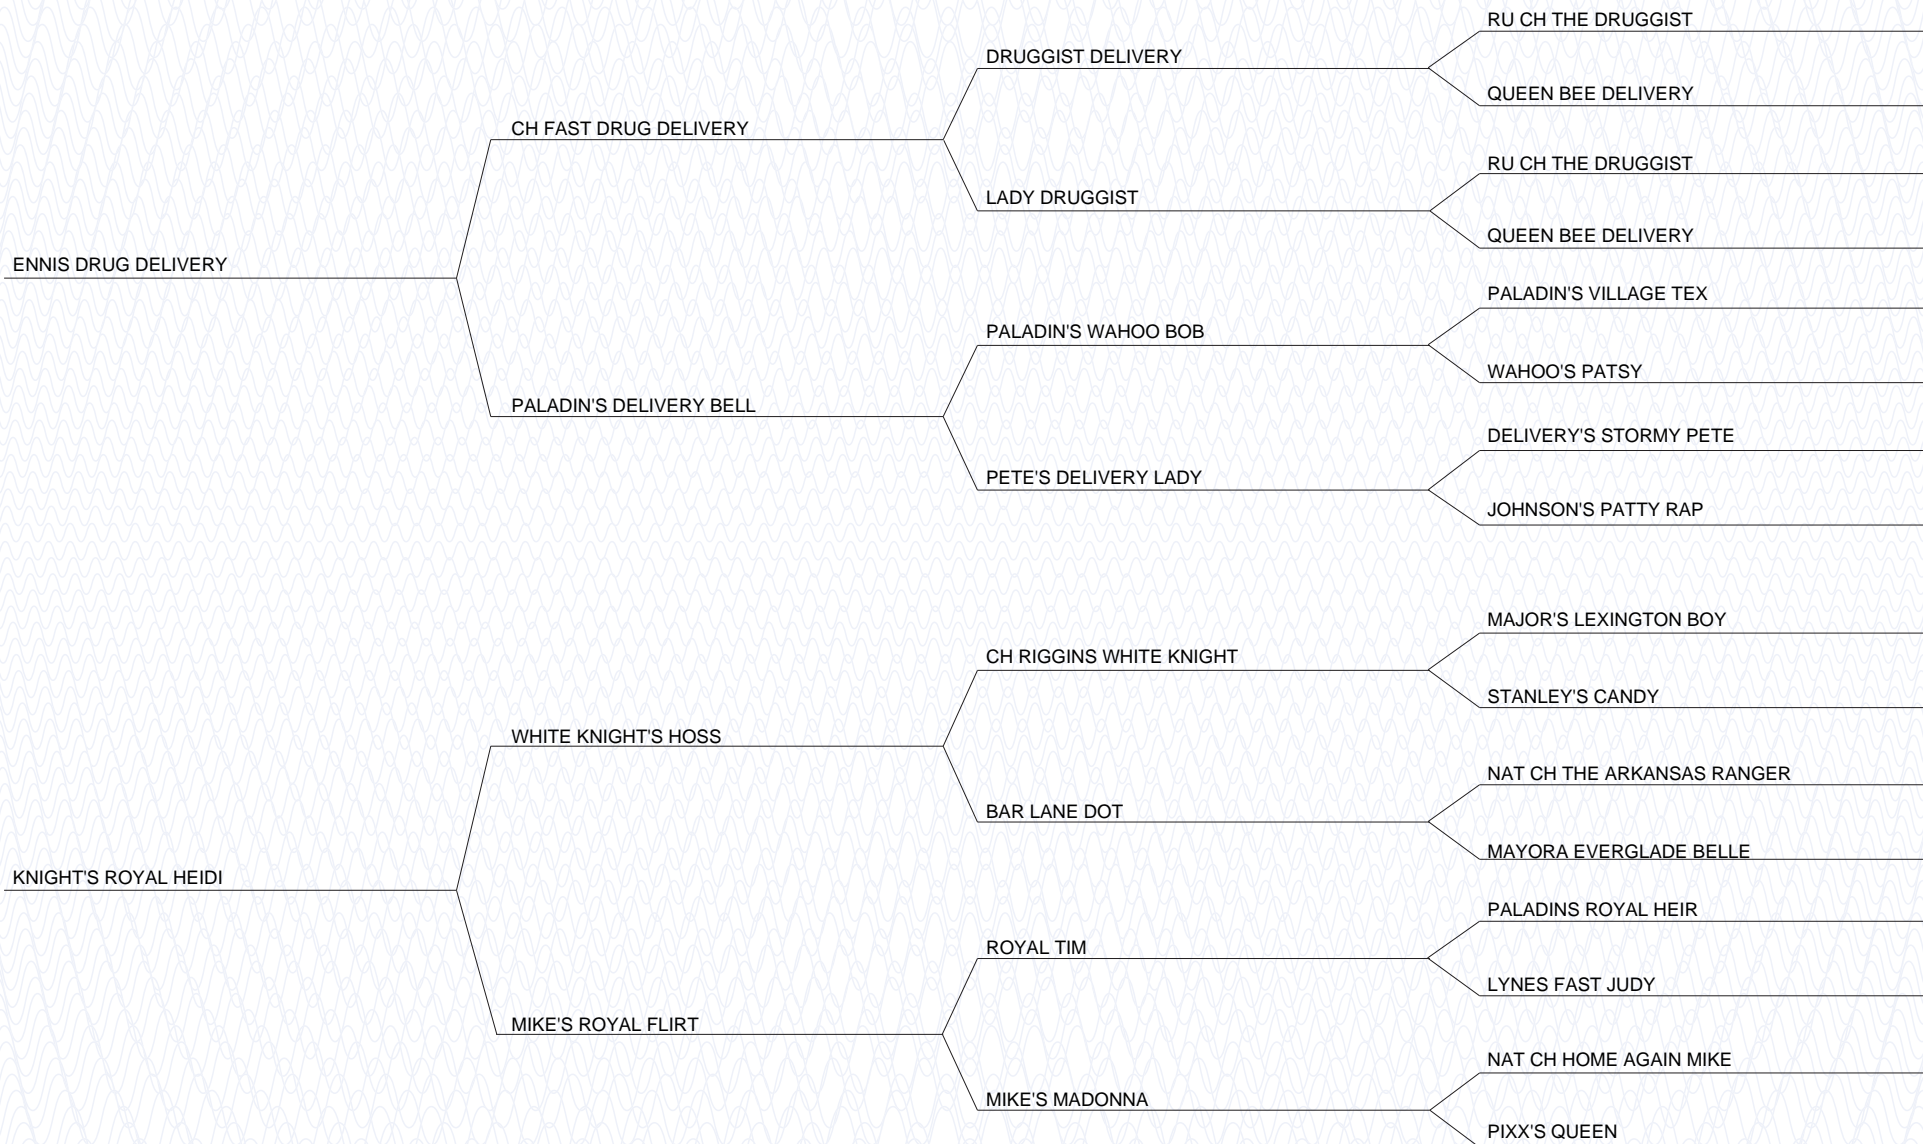 RU CH THE DRUGGIST
DRUGGIST DELIVERY
QUEEN BEE DELIVERY
CH FAST DRUG DELIVERY
RU CH THE DRUGGIST
LADY DRUGGIST
QUEEN BEE DELIVERY
ENNIS DRUG DELIVERY
PALADIN'S VILLAGE TEX
PALADIN'S WAHOO BOB
WAHOO'S PATSY
PALADIN'S DELIVERY BELL
DELIVERY'S STORMY PETE
PETE'S DELIVERY LADY
JOHNSON'S PATTY RAP
MAJOR'S LEXINGTON BOY
CH RIGGINS WHITE KNIGHT
STANLEY'S CANDY
WHITE KNIGHT'S HOSS
NAT CH THE ARKANSAS RANGER
BAR LANE DOT
MAYORA EVERGLADE BELLE
KNIGHT'S ROYAL HEIDI
PALADINS ROYAL HEIR
ROYAL TIM
LYNES FAST JUDY
MIKE'S ROYAL FLIRT
NAT CH HOME AGAIN MIKE
MIKE'S MADONNA
PIXX'S QUEEN